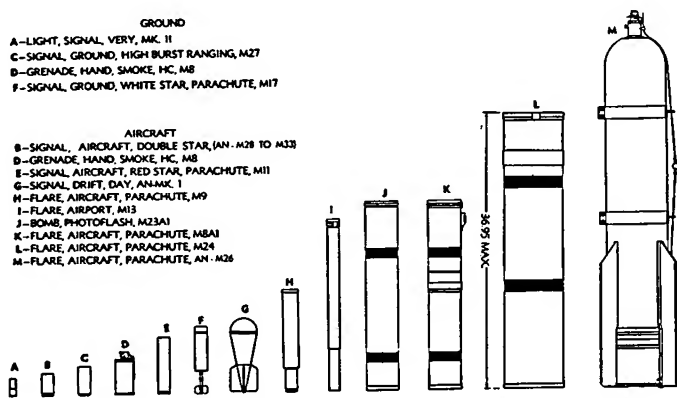 GROUND
A–LIGHT, SIGNAL, VERY, MK. II
C–SIGNAL, GROUND, HIGH BURST RANGING, M27
D–GRENADE, HAND, SMOKE, HC, M8
F–SIGNAL, GROUND, WHITE STAR, PARACHUTE, M17
AIRCRAFT
B–SIGNAL, AIRCRAFT, DOUBLE STAR, (AN-M28 TO M33)
D–GRENADE, HAND, SMOKE, HC, M8
E–SIGNAL, AIRCRAFT, RED STAR, PARACHUTE, M11
G–SIGNAL, DRIFT, DAY, AN-MK. 1
H–FLARE, AIRCRAFT, PARACHUTE, M9
I–FLARE, AIRPORT, M13
J–BOMB, PHOTOFLASH, M23A1
K–FLARE, AIRCRAFT, PARACHUTE, M8A1
L–FLARE, AIRCRAFT, PARACHUTE, M24
M–FLARE, AIRCRAFT, PARACHUTE, AN-M26
A
B
C
D
E
F
G
H
I
J
K
L
M
36.95 MAX.